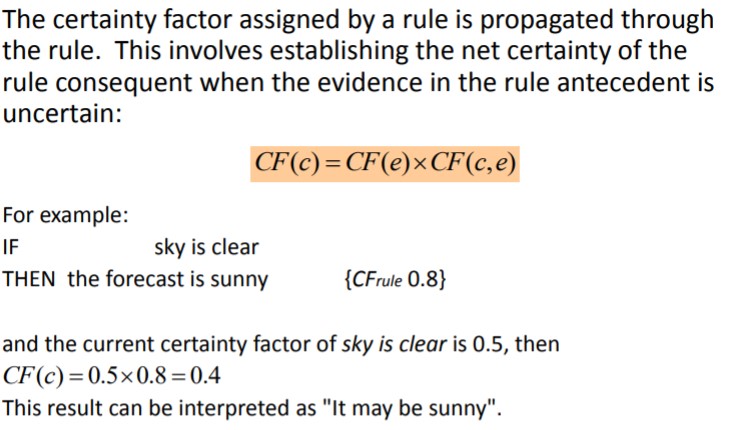 The certainty factor assigned by a rule is propagated through
the rule.  This involves establishing the net certainty of the
rule consequent when the evidence in the rule antecedent is
uncertain:
CF(c)=CF(e)×CF(c,e)
For example:
IF sky is clear
THEN the forecast is sunny {CFrule 0.8}
and the current certainty factor of sky is clear is 0.5, then
CF(c)=0.5×0.8=0.4
This result can be interpreted as "It may be sunny".